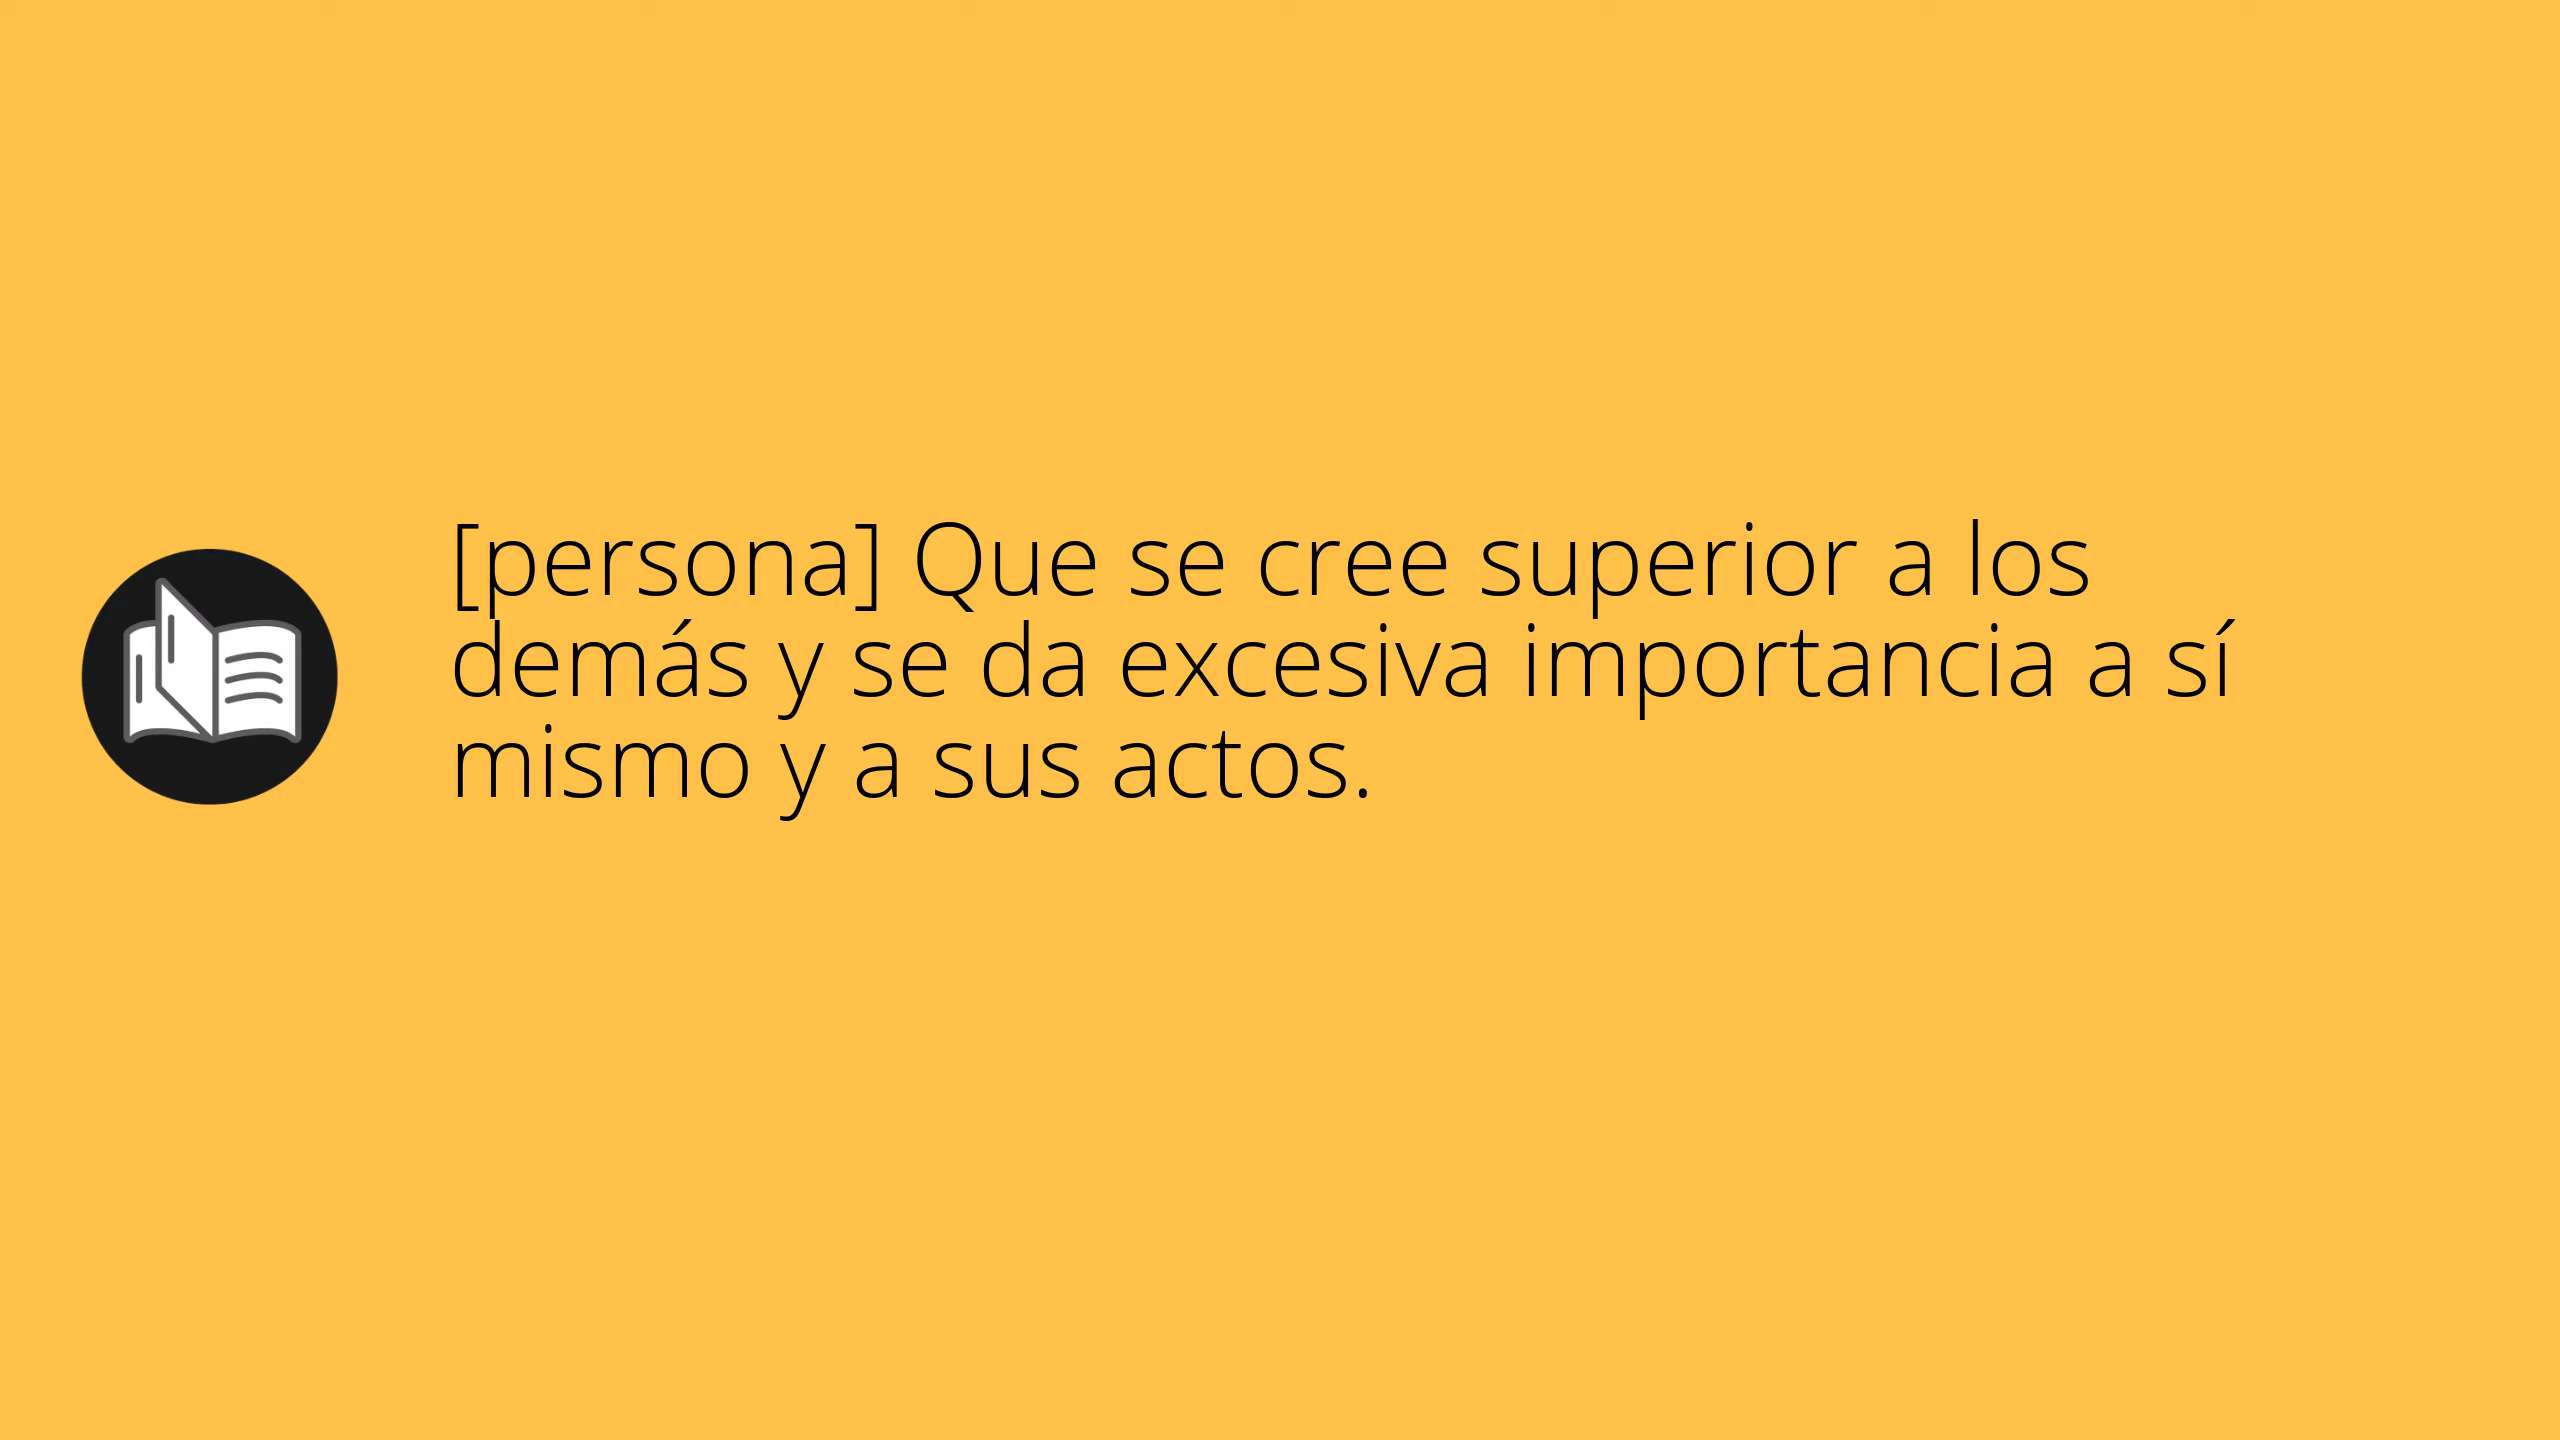 [persona] Que se cree superior a los
demás y se da excesiva importancia a sí
mismo y a sus actos.